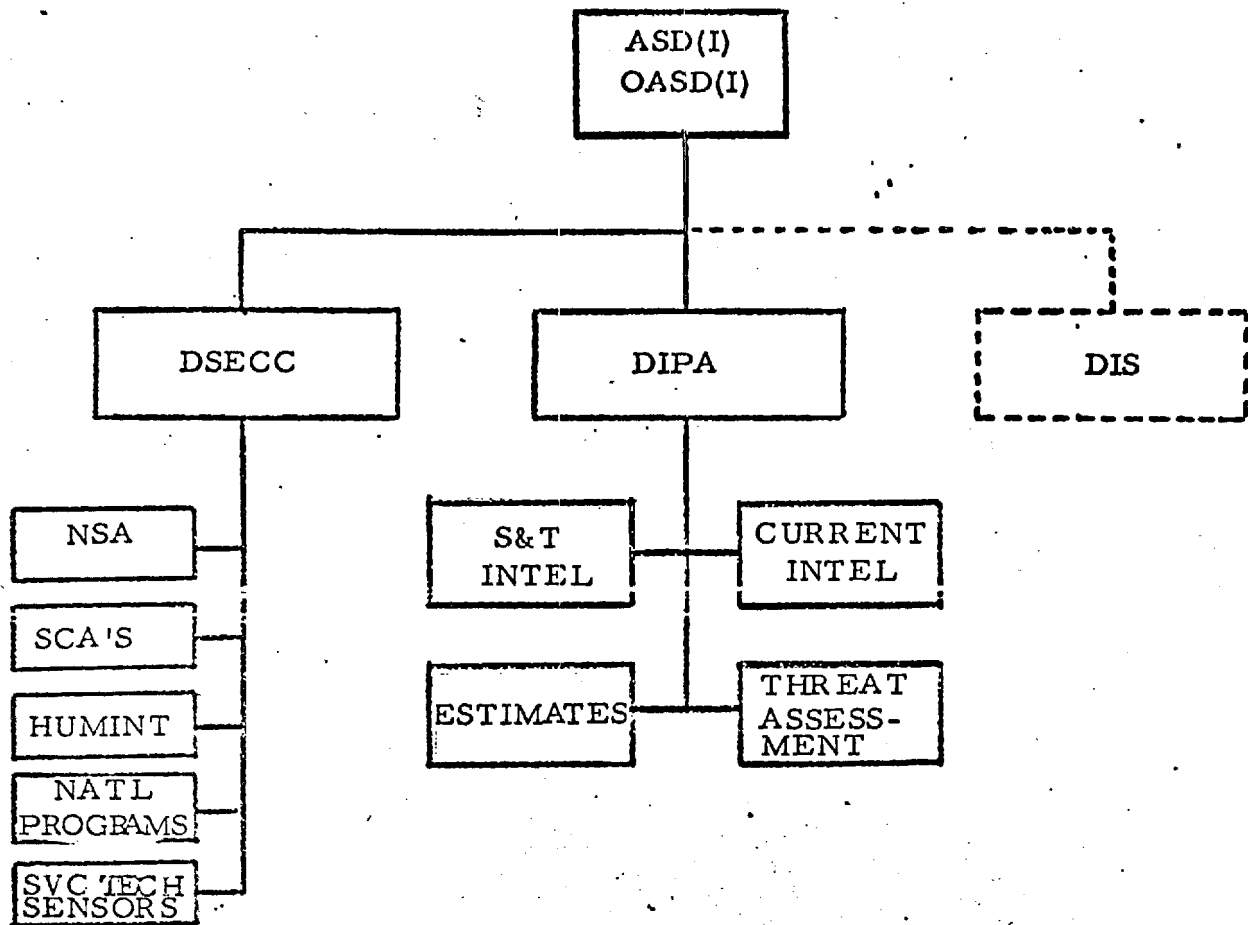 ASD(I)
OASD(I)
DSECC
DIPA
DIS
NSA
SCA'S
HUMINT
NATL
PROGRAMS
SVC TECH
SENSORS
S&T
INTEL
CURRENT
INTEL
ESTIMATES
THREAT
ASSESS-
MENT